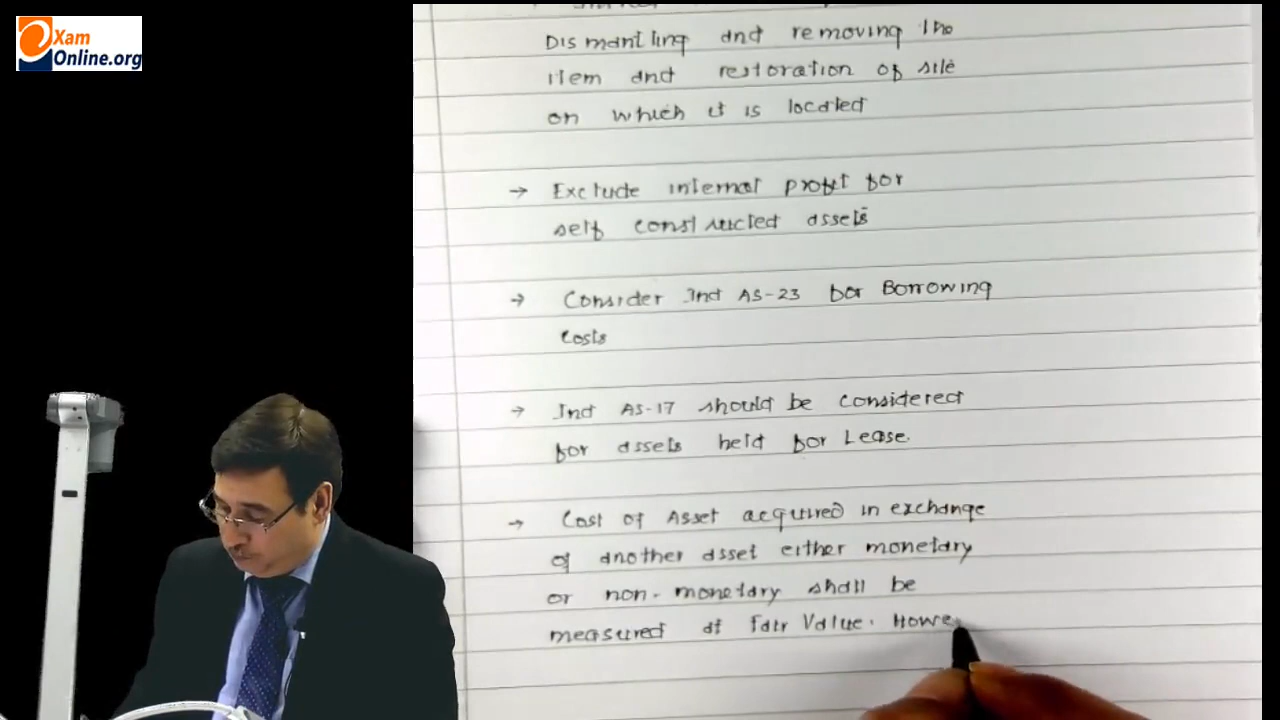 Xam
Online.org
Dismantling and removing the
item and restoration of site
on which it is located
→ Exclude internal profit for
self constructed assets
→ Consider Ind AS-23 for Borrowing
Costs
→ Ind AS-17 should be considered
for assets held for Lease.
→ Cost of Asset acquired in exchange
of another asset either monetary
or non-monetary shall be
measured at Fair Value. Howe